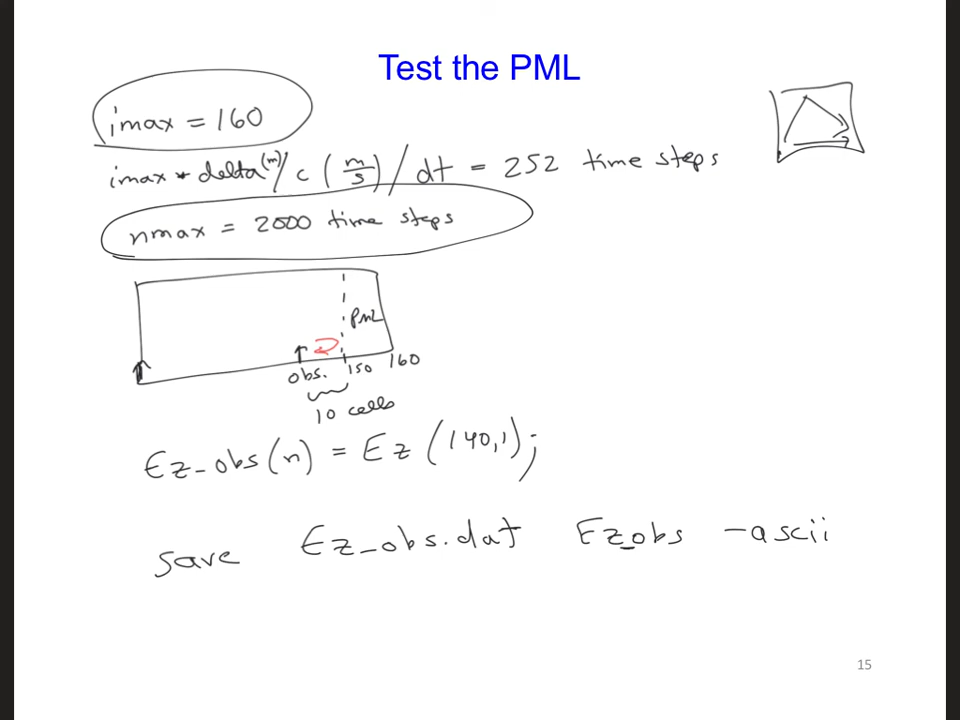 Test the PML
imax = 160
imax * delta(m)/c (m/s)/dt = 252 time steps
nmax = 2000 time steps
PML
obs. 150 160
10 cells
Ez_obs(n) = Ez(140,1);
save Ez_obs.dat Ez_obs -ascii
15